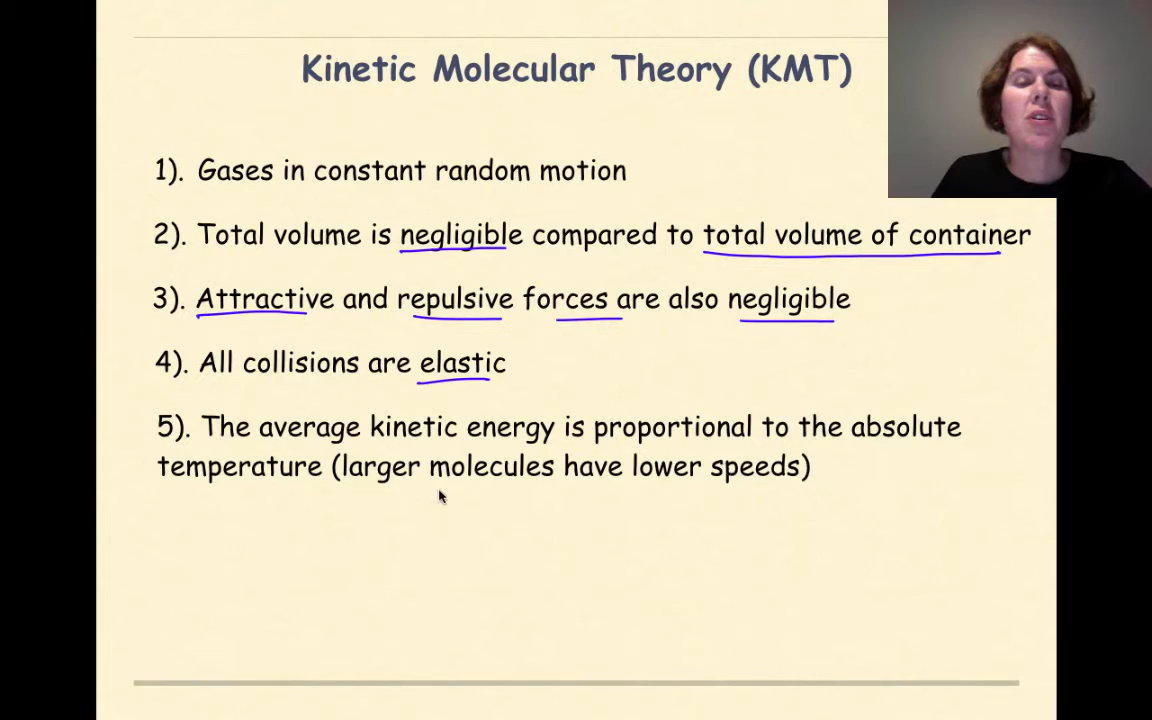 Kinetic Molecular Theory (KMT)
1). Gases in constant random motion
2). Total volume is negligible compared to total volume of container
3). Attractive and repulsive forces are also negligible
4). All collisions are elastic
5). The average kinetic energy is proportional to the absolute
temperature (larger molecules have lower speeds)